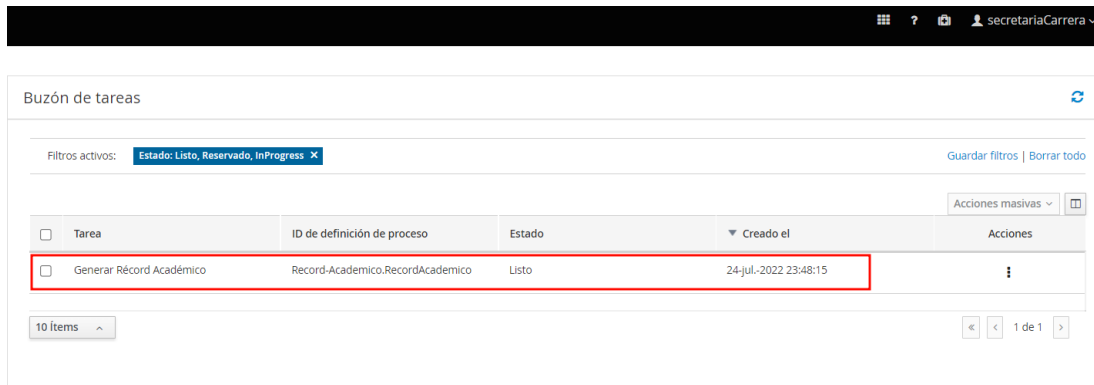 ? secretariaCarrera
Buzón de tareas
Filtros activos: Estado: Listo, Reservado, InProgress × Guardar filtros | Borrar todo
Acciones masivas
Tarea ID de definición de proceso Estado Creado el Acciones
Generar Récord Académico Record-Academico.RecordAcademico Listo 24-jul.-2022 23:48:15
10 Ítems « < 1 de 1 >